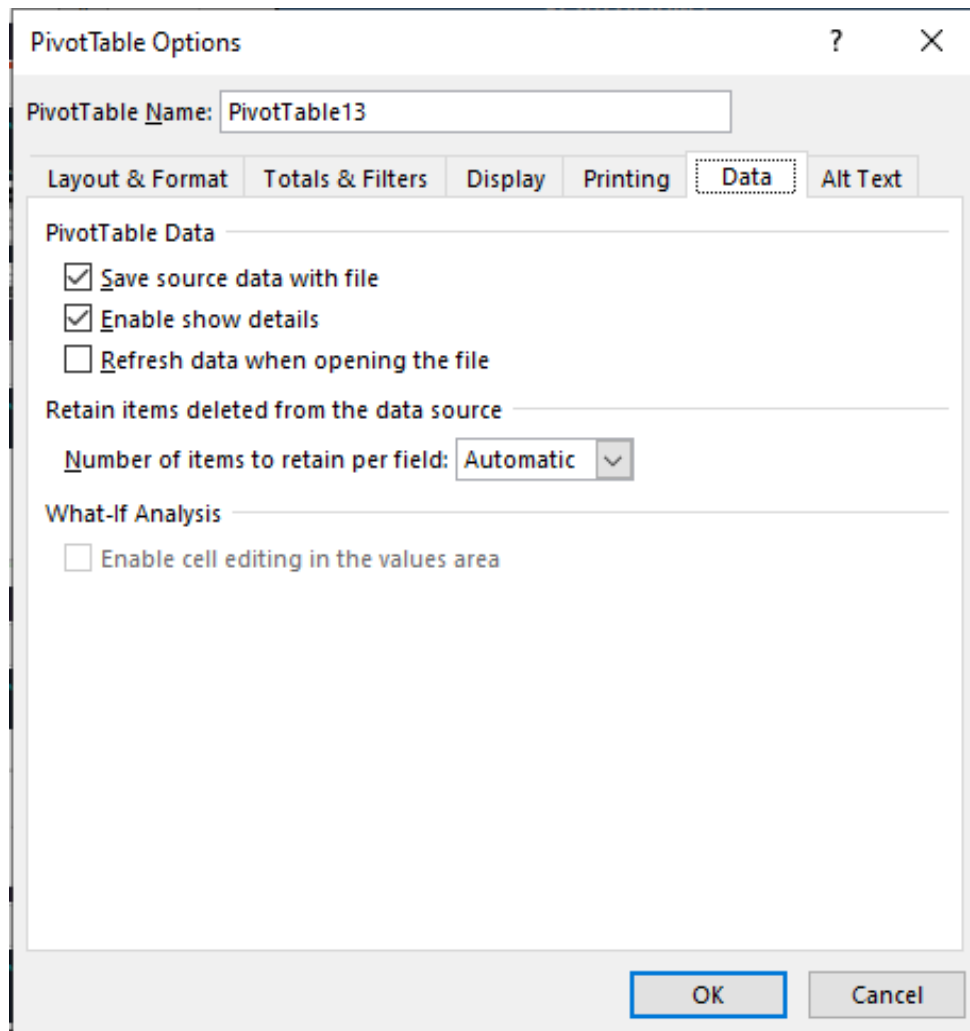 PivotTable Options
?
PivotTable Name: PivotTable13
Layout & Format Totals & Filters Display Printing Data Alt Text
PivotTable Data
Save source data with file
Enable show details
Refresh data when opening the file
Retain items deleted from the data source
Number of items to retain per field: Automatic
What-If Analysis
Enable cell editing in the values area
OK Cancel